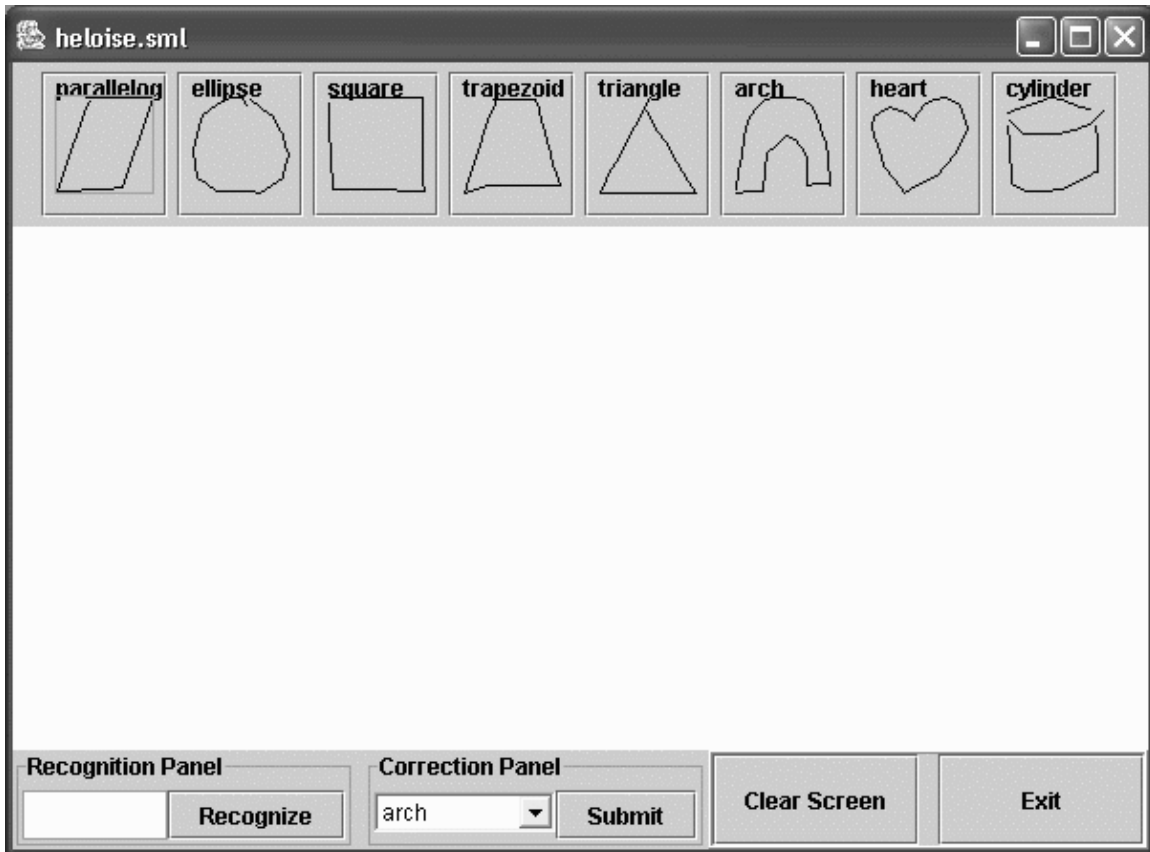 heloise.sml
parallelog ellipse square trapezoid triangle arch heart cylinder
Recognition Panel Correction Panel
Recognize arch Submit Clear Screen Exit